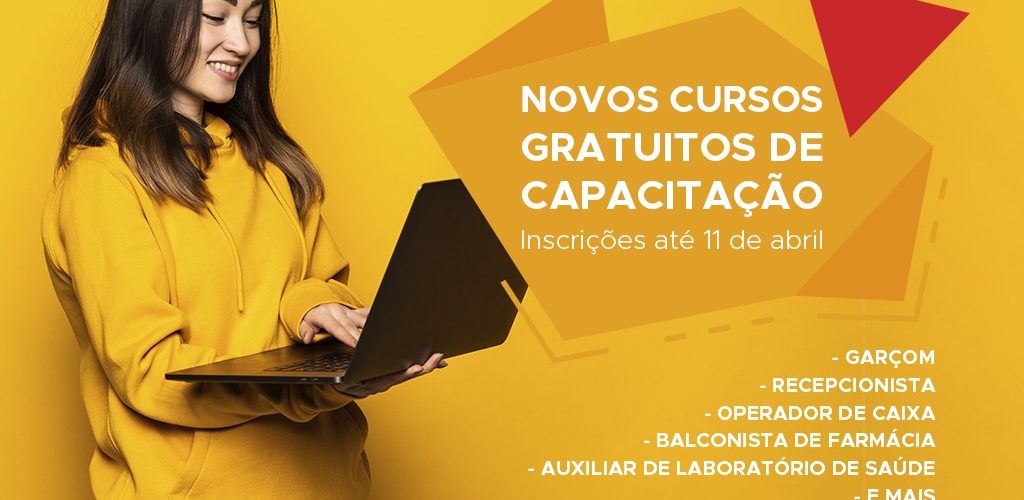 NOVOS CURSOS
GRATUITOS DE
CAPACITAÇÃO
Inscrições até 11 de abril
- GARÇOM
- RECEPCIONISTA
- OPERADOR DE CAIXA
- BALCONISTA DE FARMÁCIA
- AUXILIAR DE LABORATÓRIO DE SAÚDE
- E MAIS